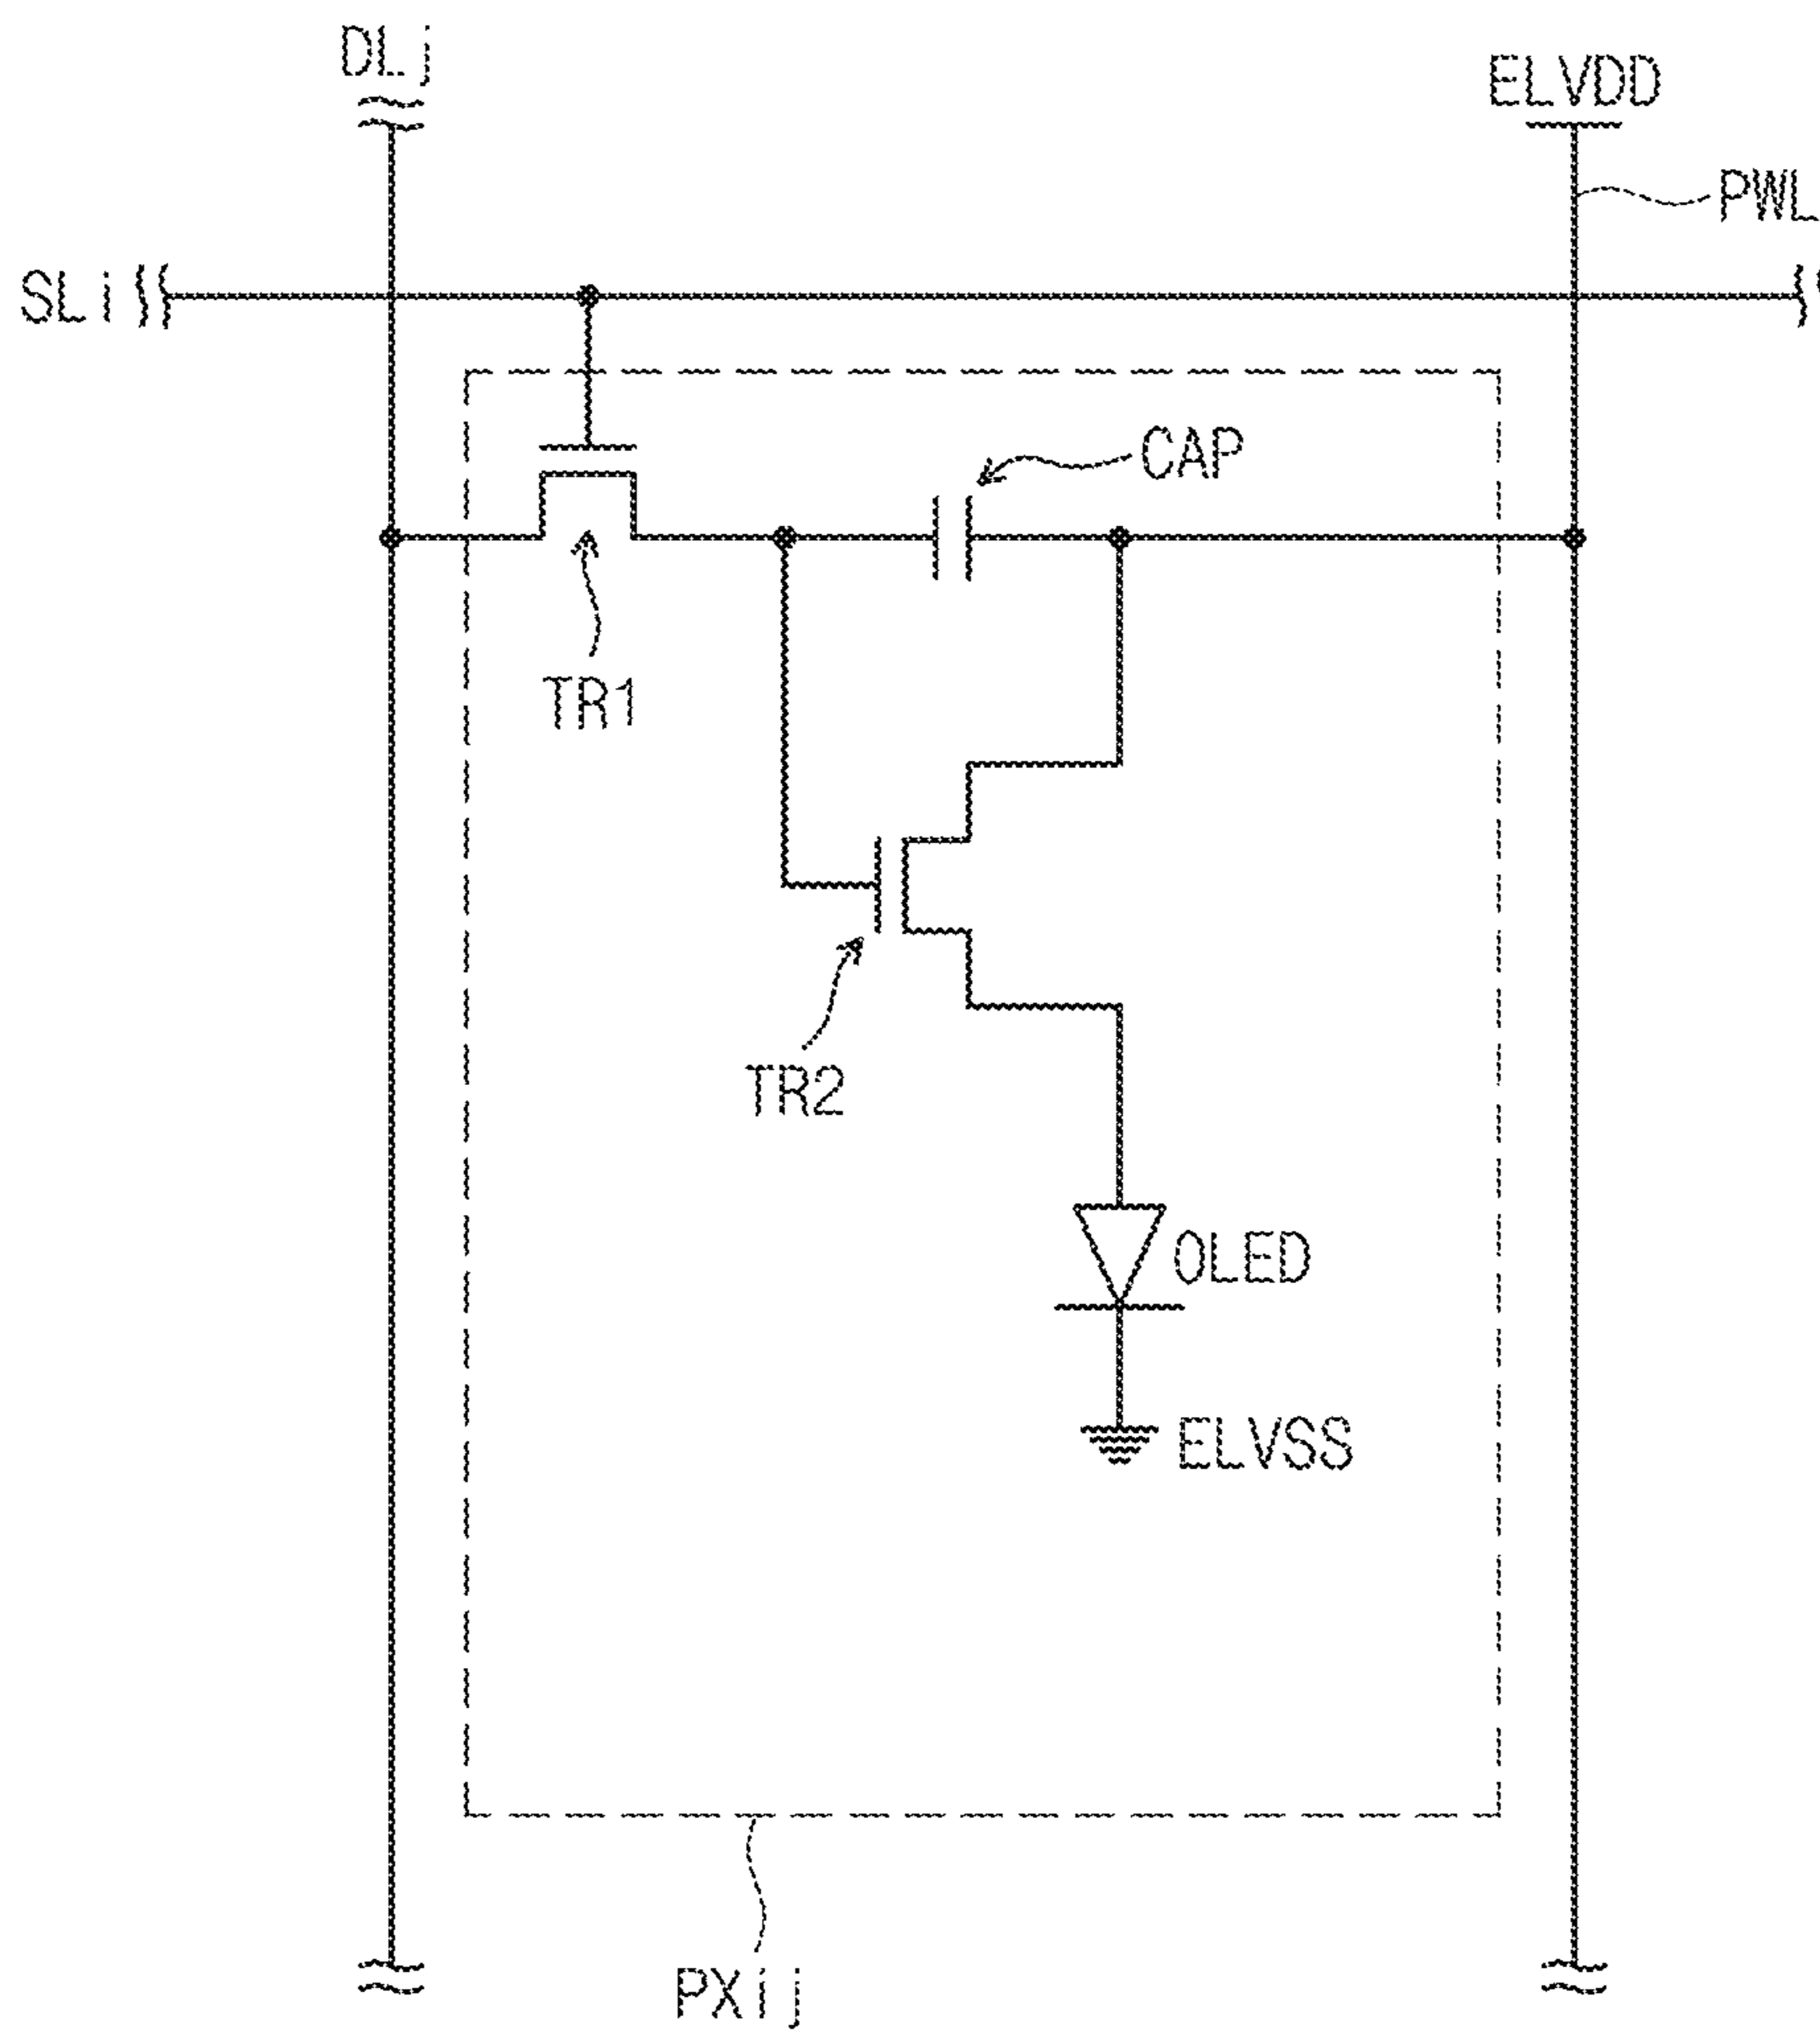 DLj
ELVDD
PWL
SLi
CAP
TR1
TR2
OLED
ELVSS
PXij